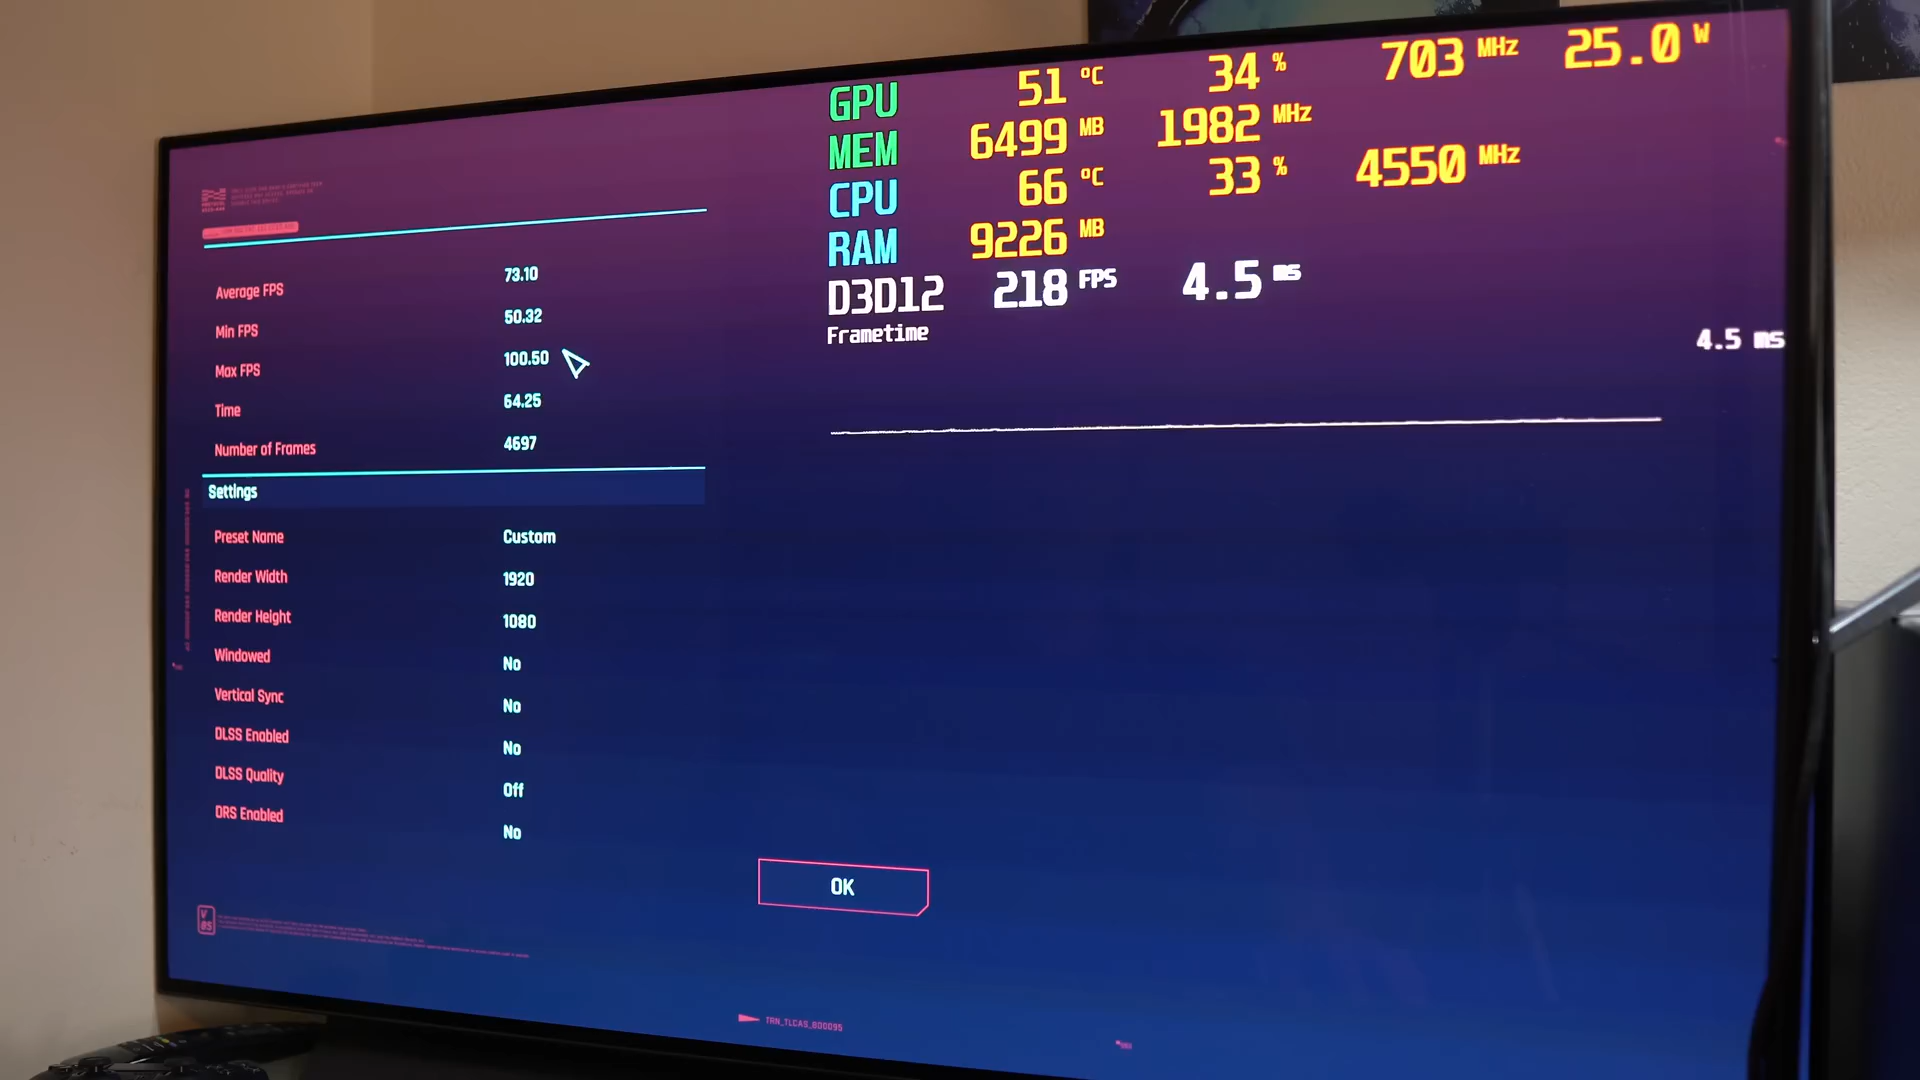 GPU 51 °C 34 % 703 MHz 25.0 W
MEM 6499 MB 1982 MHz
CPU 66 °C 33 % 4550 MHz
RAM 9226 MB
D3D12 218 FPS 4.5 ms
Frametime
4.5 ms
Average FPS 73.10
Min FPS 50.32
Max FPS 100.50
Time 64.25
Number of Frames 4697
Settings
Preset Name Custom
Render Width 1920
Render Height 1080
Windowed No
Vertical Sync No
DLSS Enabled No
DLSS Quality Off
DRS Enabled No
OK
V
85
TRN_TLCAS_800095